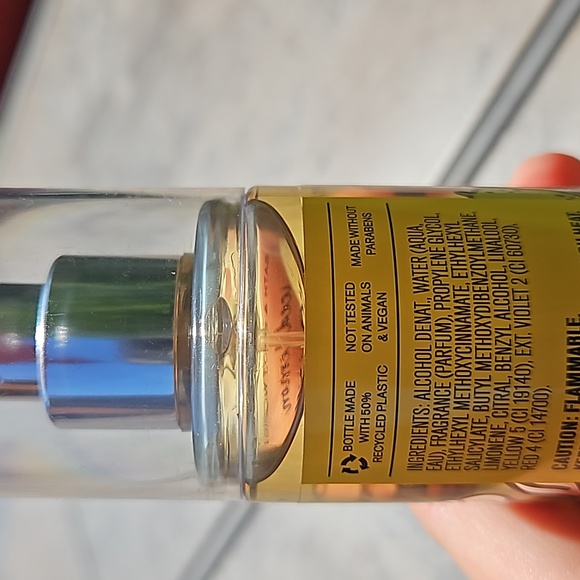 BOTTLE MADE
WITH 50%
RECYCLED PLASTIC
NOT TESTED
ON ANIMALS
& VEGAN
MADE WITHOUT
PARABENS
INGREDIENTS: ALCOHOL DENAT., WATER (AQUA,
EAU), FRAGRANCE (PARFUM), PROPYLENE GLYCOL,
ETHYLHEXYL METHOXYCINNAMATE, ETHYLHEXYL
SALICYLATE, BUTYL METHOXYDIBENZOYLMETHANE,
LIMONENE, CITRAL, BENZYL ALCOHOL, LINALOOL,
YELLOW 5 (CI 19140), EXT. VIOLET 2 (CI 60730),
RED 4 (CI 14700).
CAUTION: FLAMMABLE.